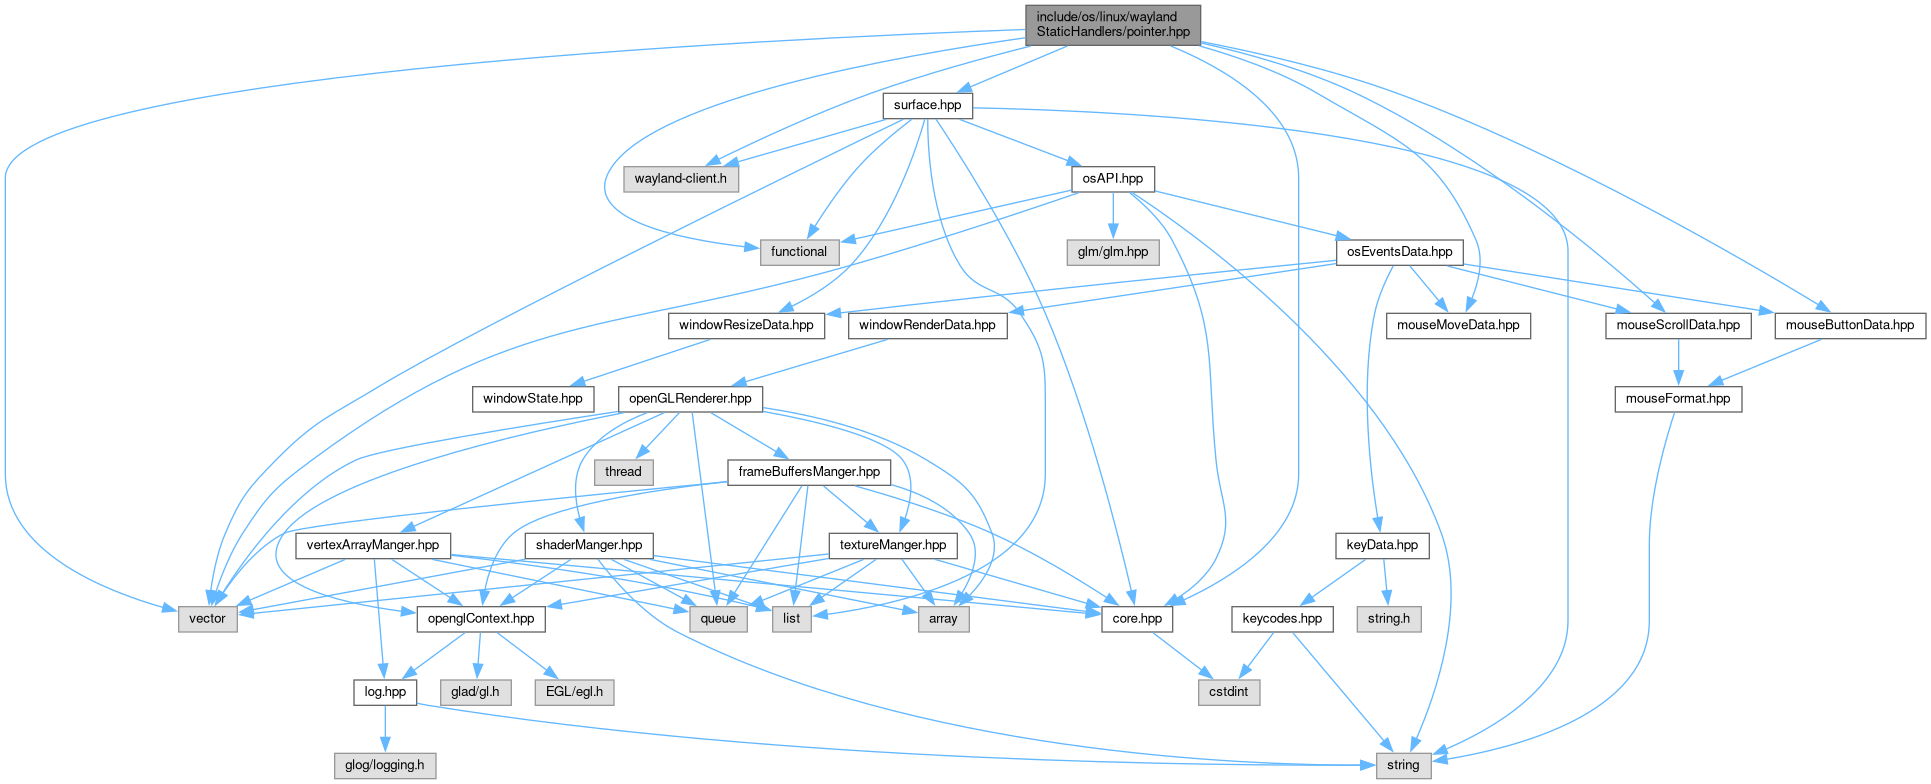 include/os/linux/wayland
StaticHandlers/pointer.hpp
surface.hpp
wayland-client.h
osAPI.hpp
functional
glm/glm.hpp
osEventsData.hpp
windowResizeData.hpp
windowRenderData.hpp
mouseMoveData.hpp
mouseScrollData.hpp
mouseButtonData.hpp
windowState.hpp
openGLRenderer.hpp
mouseFormat.hpp
thread
frameBuffersManger.hpp
vertexArrayManger.hpp
shaderManger.hpp
textureManger.hpp
keyData.hpp
vector
openglContext.hpp
queue
list
array
core.hpp
keycodes.hpp
string.h
log.hpp
glad/gl.h
EGL/egl.h
cstdint
glog/logging.h
string